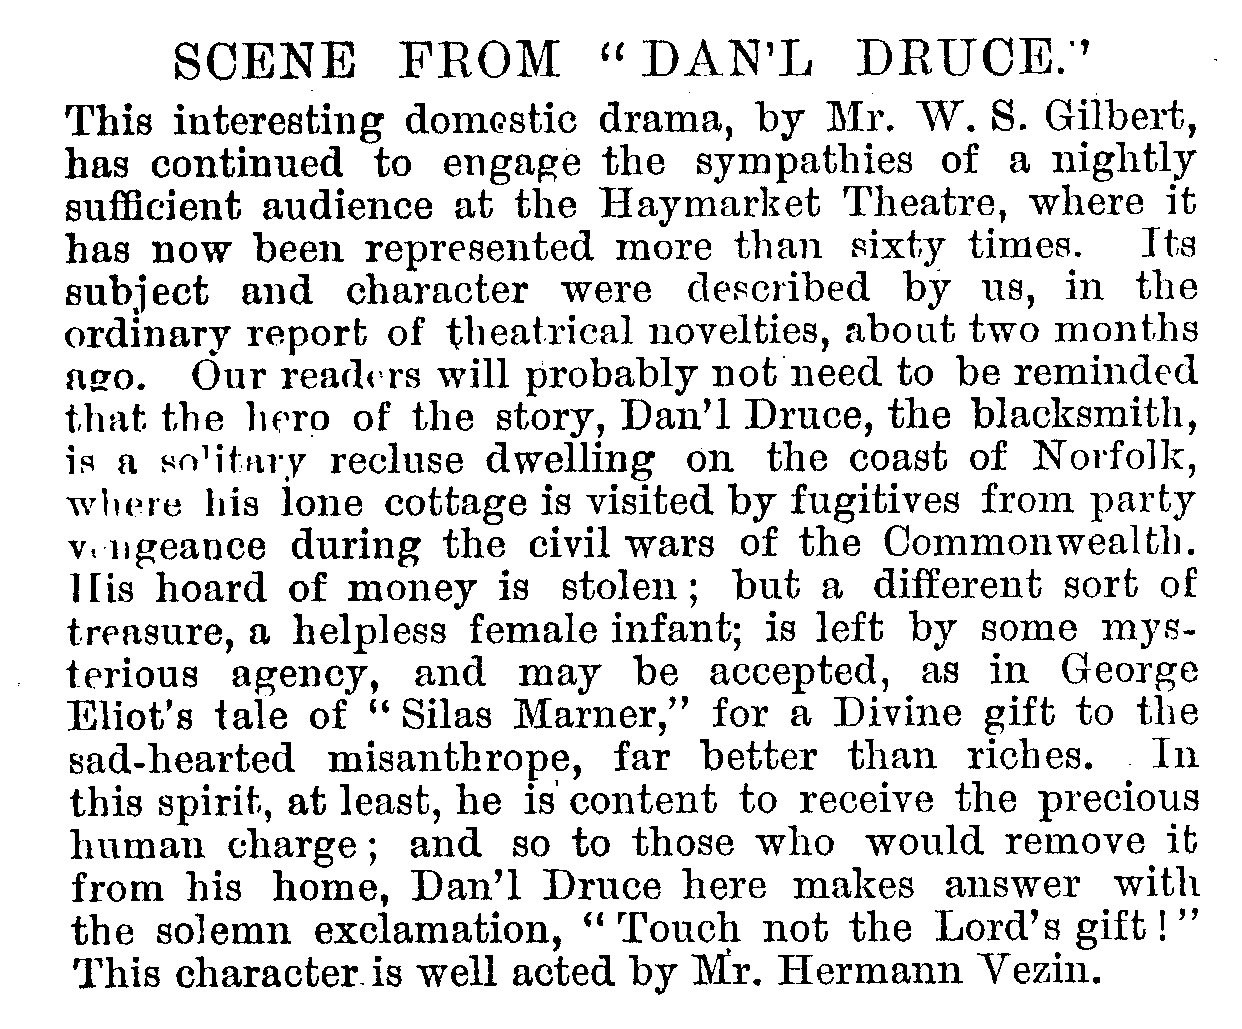 SCENE FROM "DAN'L DRUCE."
This interesting domestic drama, by Mr. W. S. Gilbert,
has continued to engage the sympathies of a nightly
sufficient audience at the Haymarket Theatre, where it
has now been represented more than sixty times. Its
subject and character were described by us, in the
ordinary report of theatrical novelties, about two months
ago. Our readers will probably not need to be reminded
that the hero of the story, Dan'l Druce, the blacksmith,
is a solitary recluse dwelling on the coast of Norfolk,
where his lone cottage is visited by fugitives from party
vengeance during the civil wars of the Commonwealth.
His hoard of money is stolen; but a different sort of
treasure, a helpless female infant; is left by some mys-
terious agency, and may be accepted, as in George
Eliot's tale of "Silas Marner," for a Divine gift to the
sad-hearted misanthrope, far better than riches. In
this spirit, at least, he is content to receive the precious
human charge; and so to those who would remove it
from his home, Dan'l Druce here makes answer with
the solemn exclamation, "Touch not the Lord's gift!"
This character is well acted by Mr. Hermann Vezin.